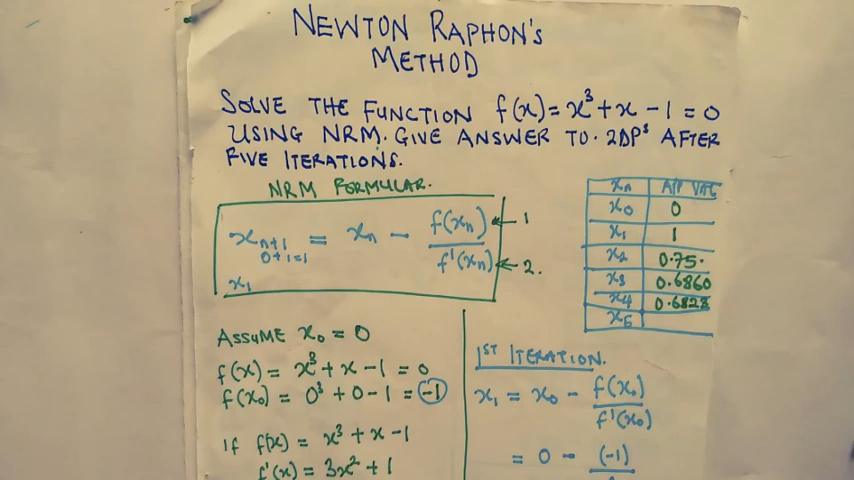 NEWTON RAPHON'S
METHOD
SOLVE THE FUNCTION f(x) = x³ + x - 1 = 0
USING NRM. GIVE ANSWER TO. 2DPˢ AFTER
FIVE ITERATIONS.
NRM FORMULAR.
xₙ₊₁ = xₙ - f(xₙ) / f'(xₙ)
0+1=1
x₁
1
2.
xₙ
x₀ 0
x₁ 1
x₂ 0.75.
x₃ 0.6860
x₄ 0.6823
x₅
ASSUME x₀ = 0
f(x) = x³ + x - 1 = 0
f(x₀) = 0³ + 0 - 1 = -1
If f(x) = x³ + x - 1
f'(x) = 3x² + 1
1ST ITERATION.
x₁ = x₀ - f(x₀) / f'(x₀)
= 0 - (-1)